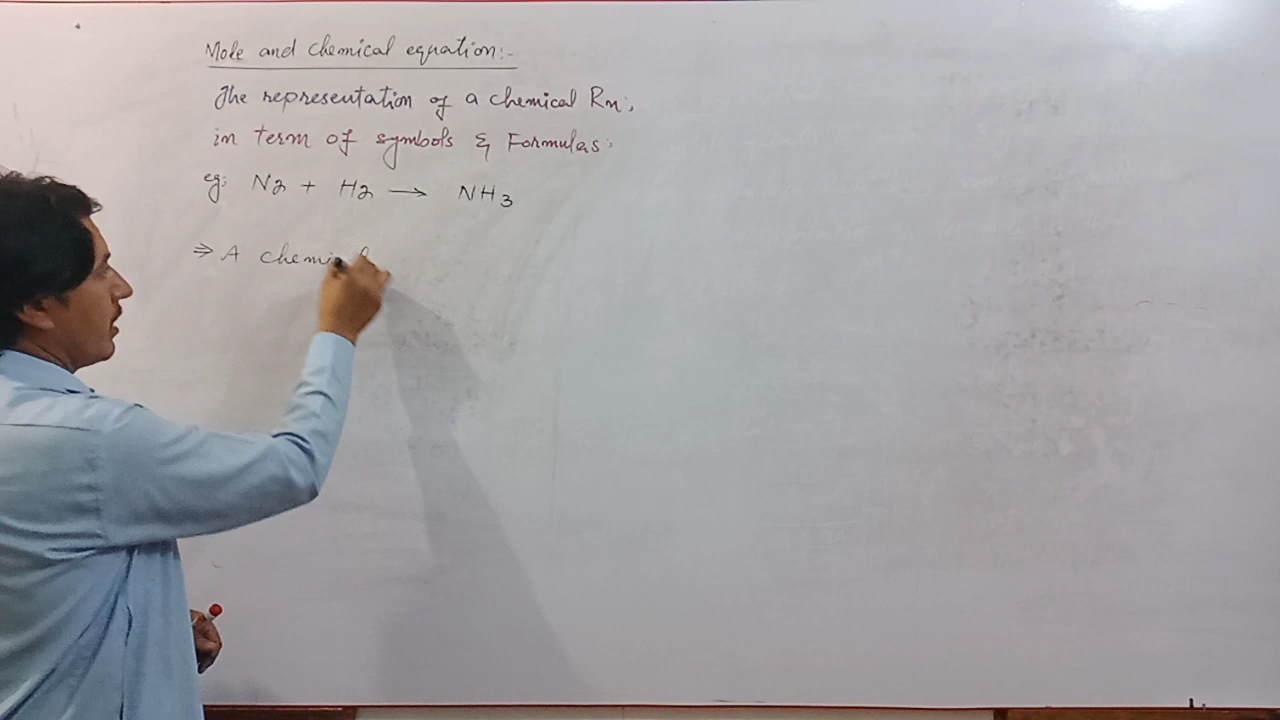 Mole and chemical equation:-
The representation of a chemical Rn;
in term of symbols & Formulas:
eg: N2 + H2 → NH3
⇒ A chemi